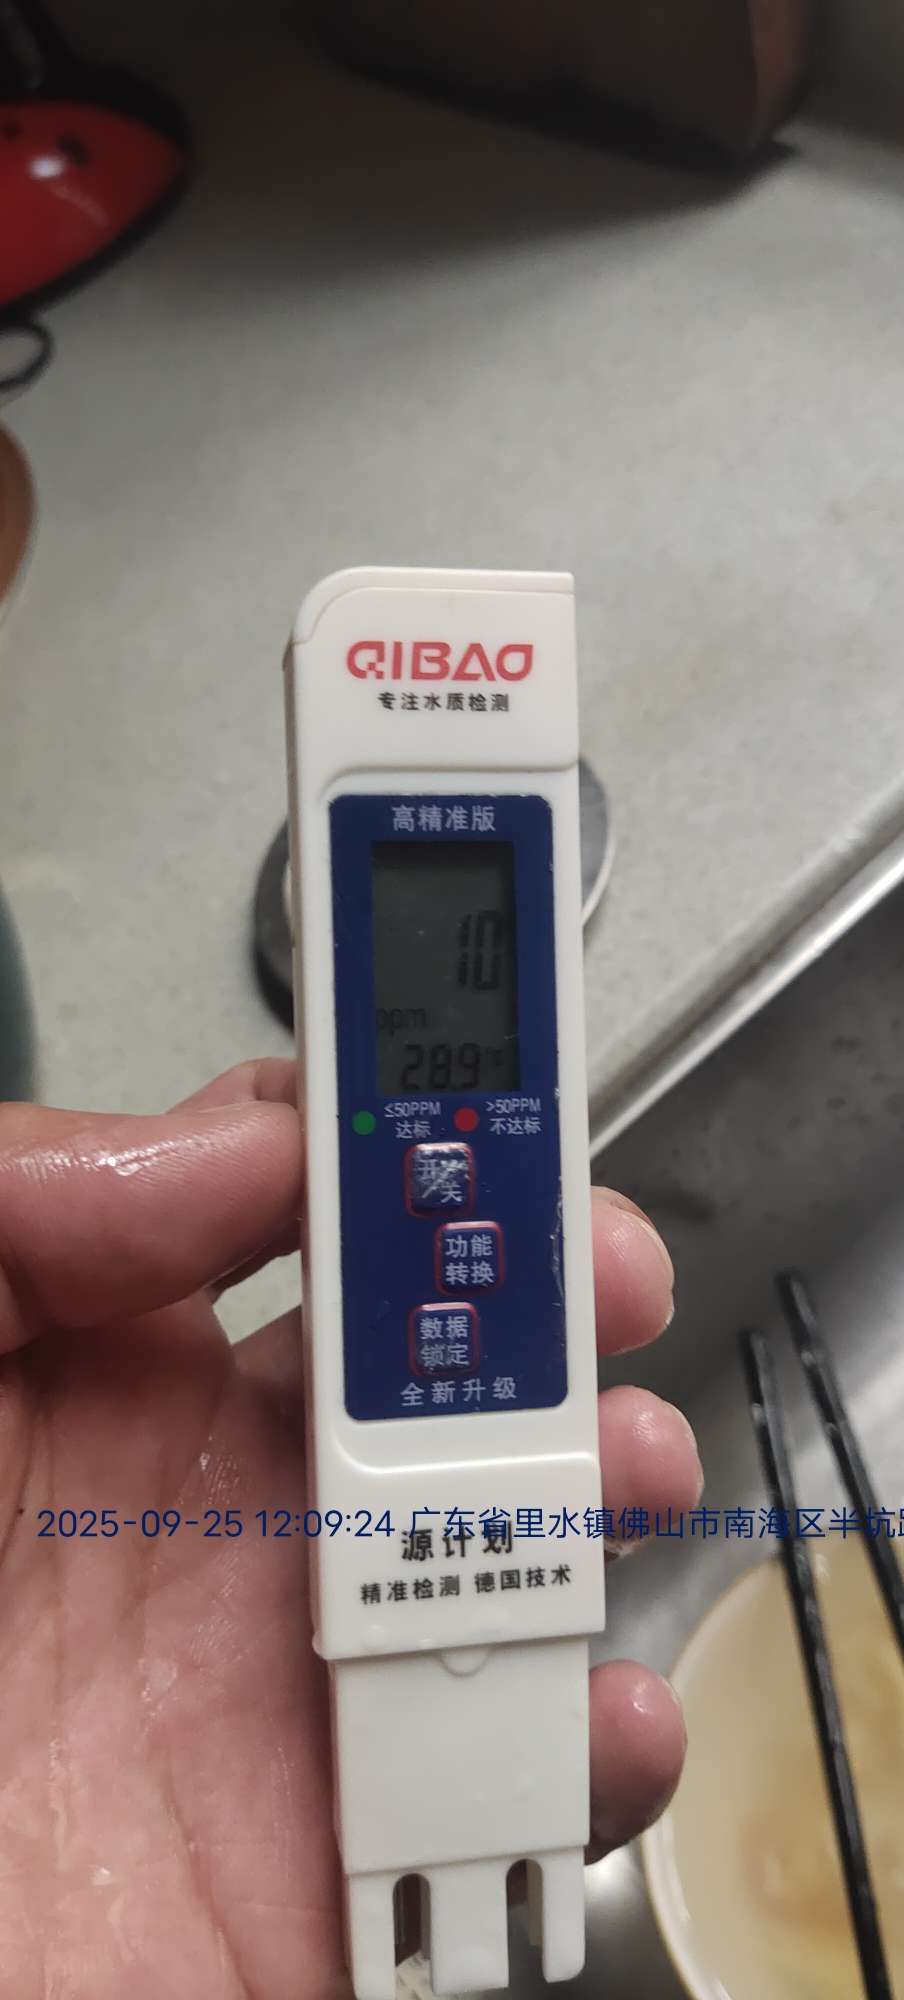 QIBAO
专注水质检测
高精准版
10
ppm
28.9℃
≤50PPM
达标
>50PPM
不达标
开
关
功能
转换
数据
锁定
全新升级
2025-09-25 12:09:24 广东省里水镇佛山市南海区半坑路
源计划
精准检测 德国技术